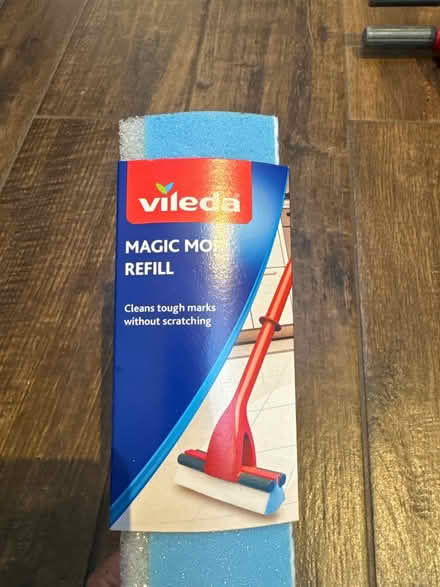 vileda
MAGIC MOP
REFILL
Cleans tough marks
without scratching